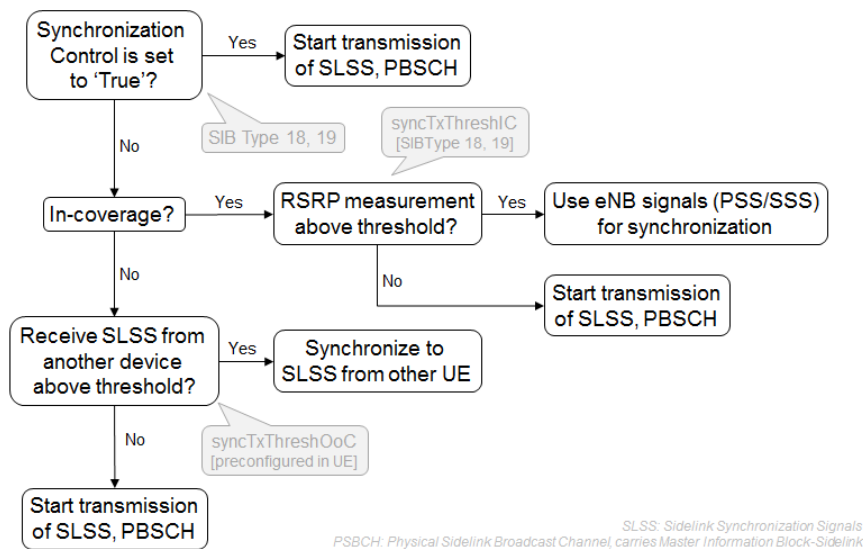 Synchronization
Control is set
to ‘True’?
Yes
Start transmission
of SLSS, PBSCH
SIB Type 18, 19
syncTxThreshIC
[SIBType 18, 19]
No
In-coverage?
Yes
RSRP measurement
above threshold?
Yes
Use eNB signals (PSS/SSS)
for synchronization
No
No
Start transmission
of SLSS, PBSCH
Receive SLSS from
another device
above threshold?
Yes
Synchronize to
SLSS from other UE
No
syncTxThreshOoC
[preconfigured in UE]
Start transmission
of SLSS, PBSCH
SLSS: Sidelink Synchronization Signals
PSBCH: Physical Sidelink Broadcast Channel, carries Master Information Block-Sidelink